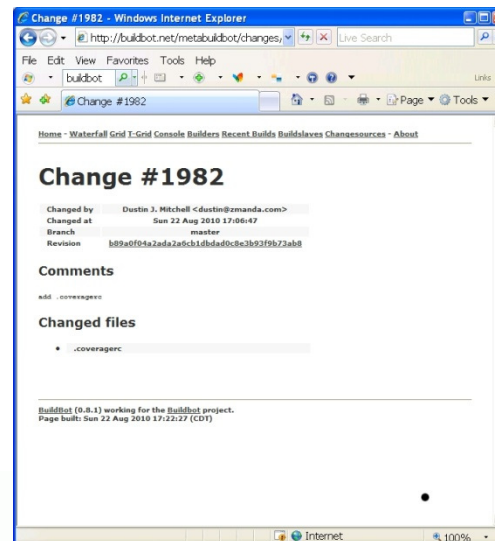 Change #1982 - Windows Internet Explorer
http://buildbot.net/metabuildbot/changes/
Live Search
File Edit View Favorites Tools Help
buildbot
Links
Change #1982
Page Tools
Home - Waterfall Grid T-Grid Console Builders Recent Builds Buildslaves Changesources - About
Change #1982
Changed by Dustin J. Mitchell <dustin@zmanda.com>
Changed at Sun 22 Aug 2010 17:06:47
Branch master
Revision
Comments
add .coveragerc
Changed files
• .coveragerc
BuildBot (0.8.1) working for the Buildbot project.
Page built: Sun 22 Aug 2010 17:22:27 (CDT)
Internet 100%